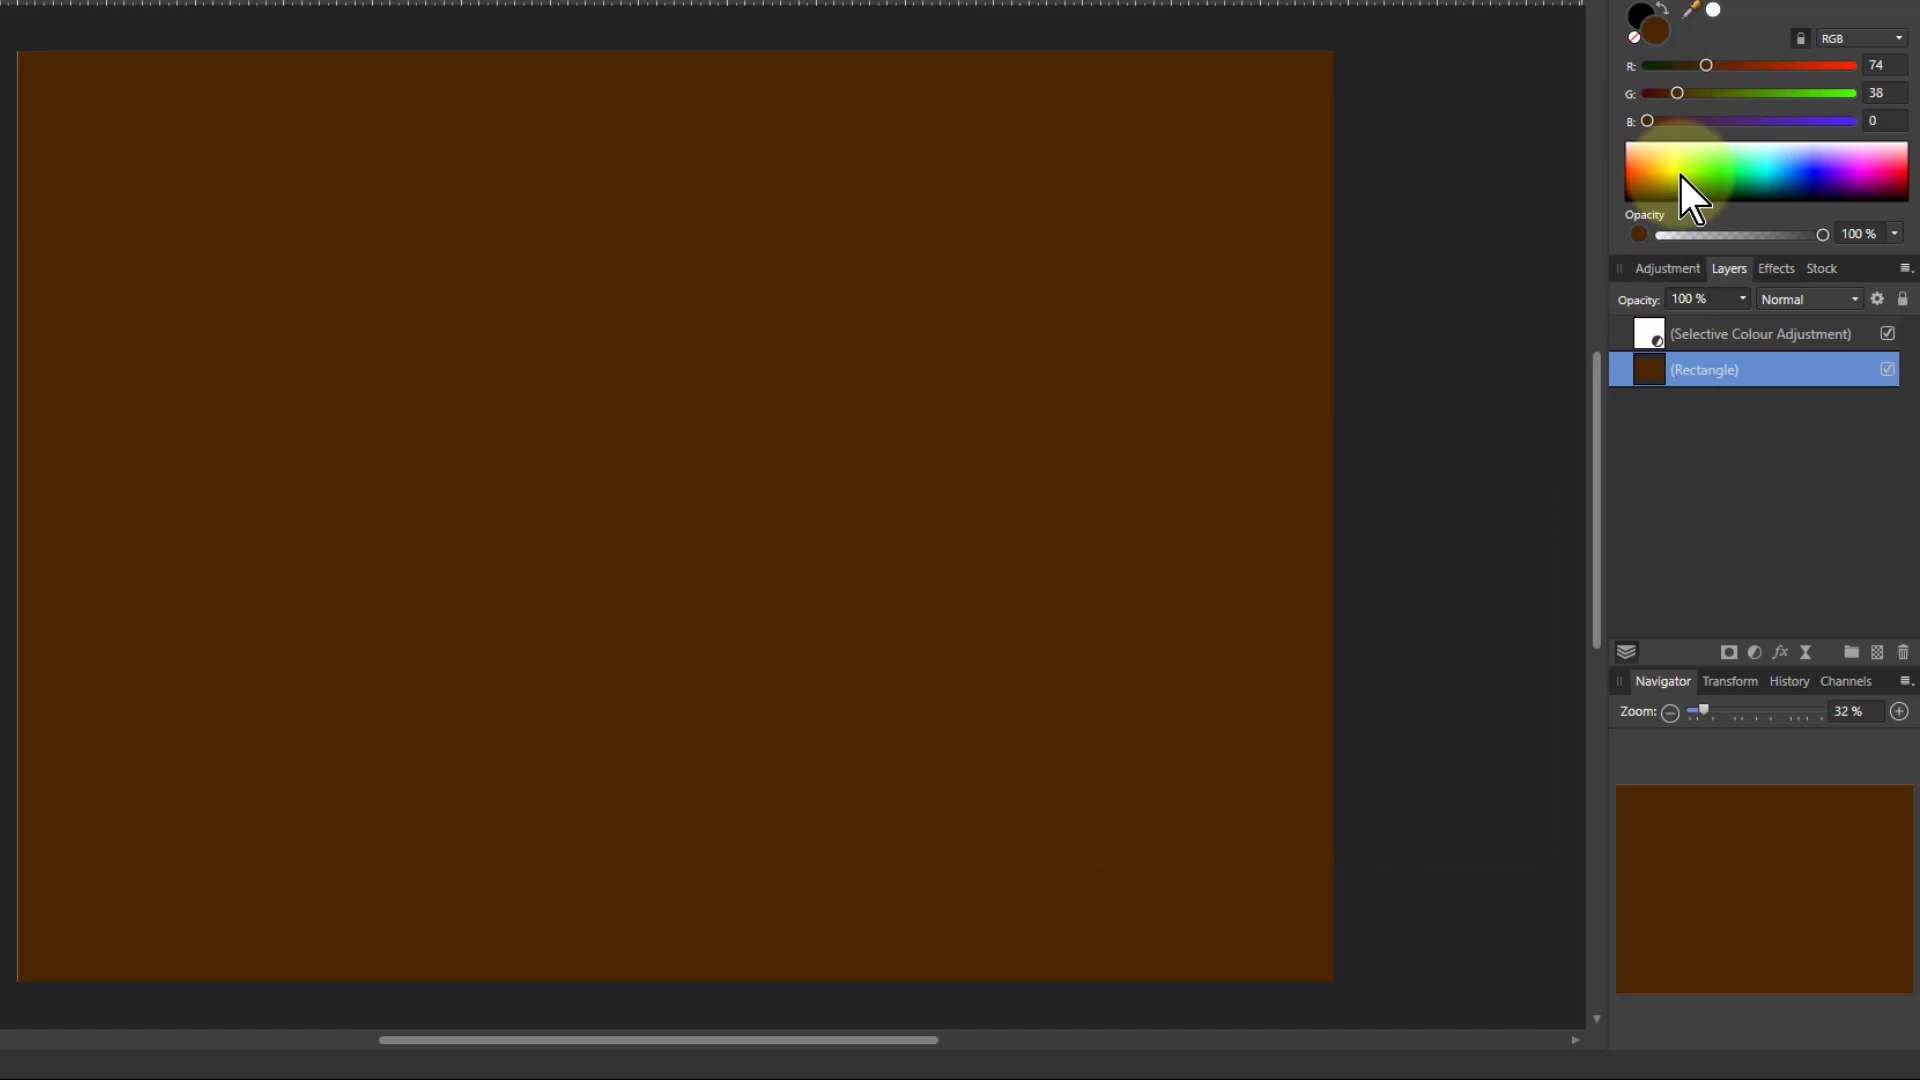 RGB
R: 74
G: 38
B: 0
Opacity
100 %
Adjustment Layers Effects Stock
Opacity: 100 % Normal
(Selective Colour Adjustment)
(Rectangle)
fx
Navigator Transform History Channels
Zoom: 32 %